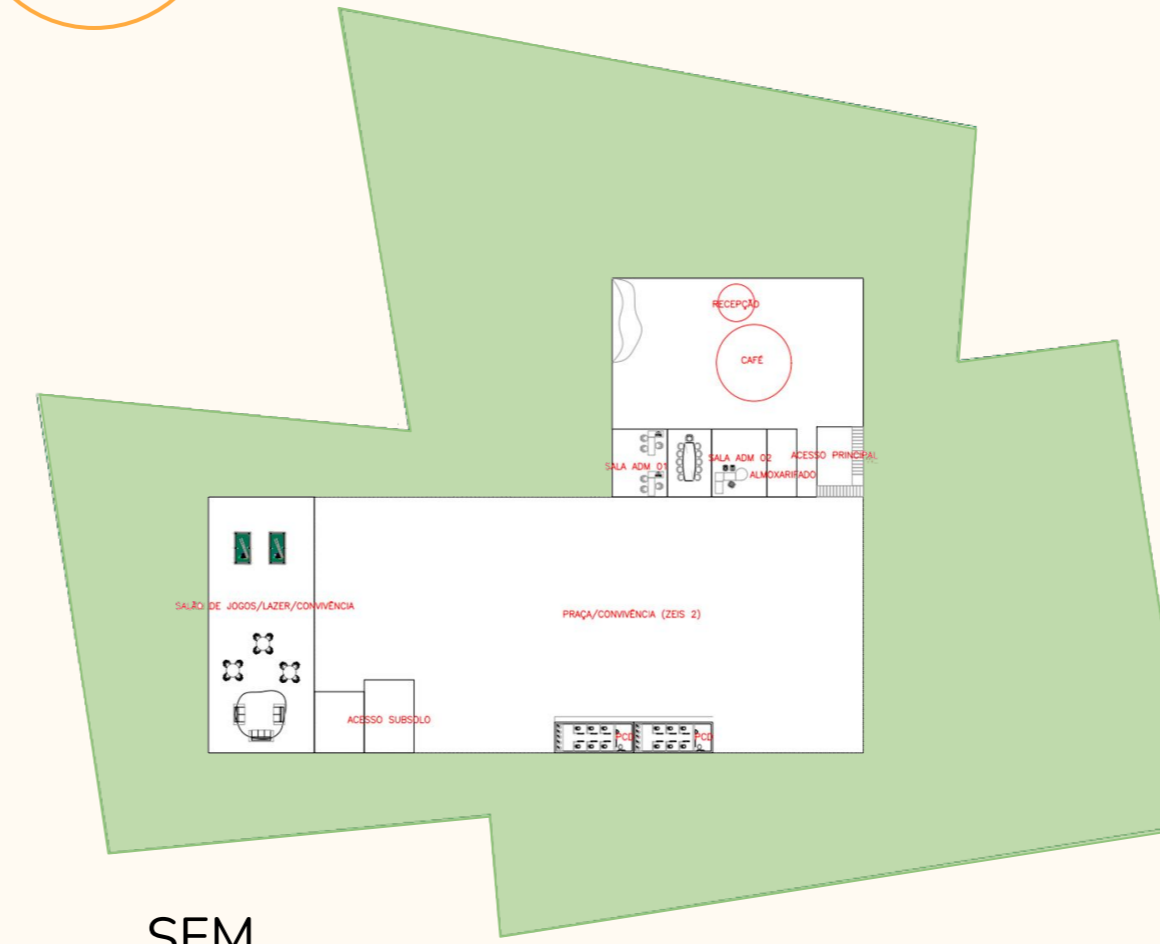 RECEPÇÃO
CAFÉ
SALA ADM 01
SALA ADM 02
ACESSO PRINCIPAL
ALMOXARIFADO
SALÃO DE JOGOS/LAZER/CONVIVÊNCIA
PRAÇA/CONVIVÊNCIA (ZEIS 2)
ACESSO SUBSOLO
PCD
PCD
SEM